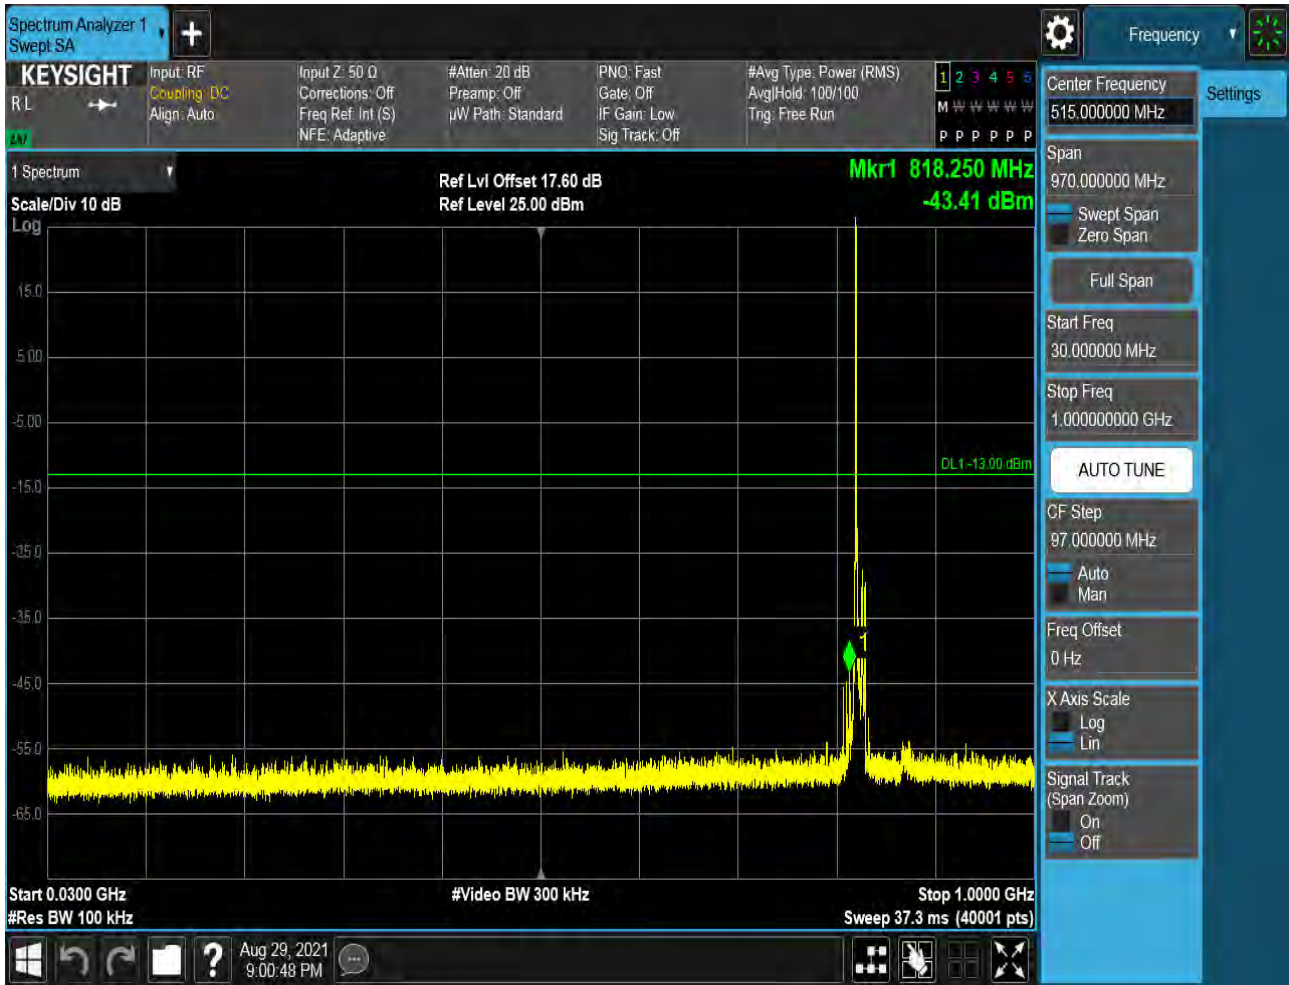 Spectrum Analyzer 1
Swept SA
Frequency
KEYSIGHT
R L
Input: RF
Coupling: DC
Align: Auto
Input Z: 50 Ω
Corrections: Off
Freq Ref: Int (S)
NFE: Adaptive
#Atten: 20 dB
Preamp: Off
µW Path: Standard
PNO: Fast
Gate: Off
IF Gain: Low
Sig Track: Off
#Avg Type: Power (RMS)
Avg|Hold: 100/100
Trig: Free Run
1 2 3 4 5 6
M W W W W W
P P P P P P
1 Spectrum
Scale/Div 10 dB
Log
Ref Lvl Offset 17.60 dB
Ref Level 25.00 dBm
Mkr1 818.250 MHz
-43.41 dBm
15.0
5.00
-5.00
DL1 -13.00 dBm
-15.0
-25.0
-35.0
-45.0
-55.0
-65.0
Start 0.0300 GHz
#Res BW 100 kHz
#Video BW 300 kHz
Stop 1.0000 GHz
Sweep 37.3 ms (40001 pts)
Center Frequency
515.000000 MHz
Settings
Span
970.000000 MHz
Swept Span
Zero Span
Full Span
Start Freq
30.000000 MHz
Stop Freq
1.000000000 GHz
AUTO TUNE
CF Step
97.000000 MHz
Auto
Man
Freq Offset
0 Hz
X Axis Scale
Log
Lin
Signal Track
(Span Zoom)
On
Off
?
Aug 29, 2021
9:00:48 PM